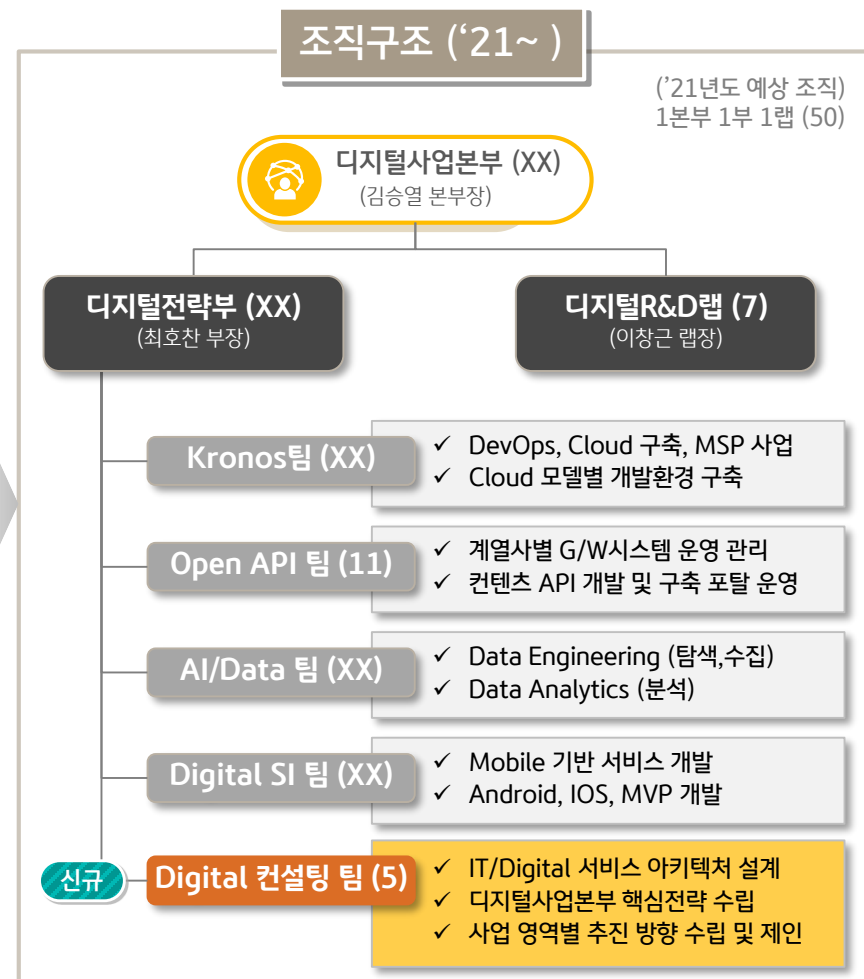 조직구조 (‘21~ )
(’21년도 예상 조직)
1본부 1부 1랩 (50)
디지털사업본부 (XX)
(김승열 본부장)
디지털전략부 (XX)
(최호찬 부장)
디지털R&D랩 (7)
(이창근 랩장)
Kronos팀 (XX)
✓ DevOps, Cloud 구축, MSP 사업
✓ Cloud 모델별 개발환경 구축
Open API 팀 (11)
✓ 계열사별 G/W시스템 운영 관리
✓ 컨텐츠 API 개발 및 구축 포탈 운영
AI/Data 팀 (XX)
✓ Data Engineering (탐색,수집)
✓ Data Analytics (분석)
Digital SI 팀 (XX)
✓ Mobile 기반 서비스 개발
✓ Android, IOS, MVP 개발
신규
Digital 컨설팅 팀 (5)
✓ IT/Digital 서비스 아키텍처 설계
✓ 디지털사업본부 핵심전략 수립
✓ 사업 영역별 추진 방향 수립 및 제인